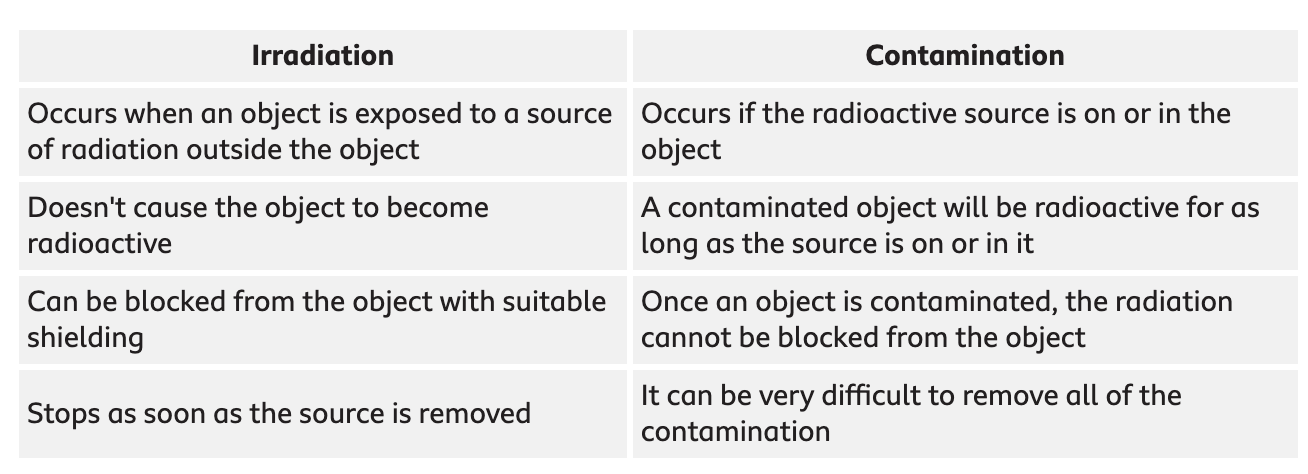 Irradiation
Contamination
Occurs when an object is exposed to a source
of radiation outside the object
Occurs if the radioactive source is on or in the
object
Doesn't cause the object to become
radioactive
A contaminated object will be radioactive for as
long as the source is on or in it
Can be blocked from the object with suitable
shielding
Once an object is contaminated, the radiation
cannot be blocked from the object
Stops as soon as the source is removed
It can be very difficult to remove all of the
contamination